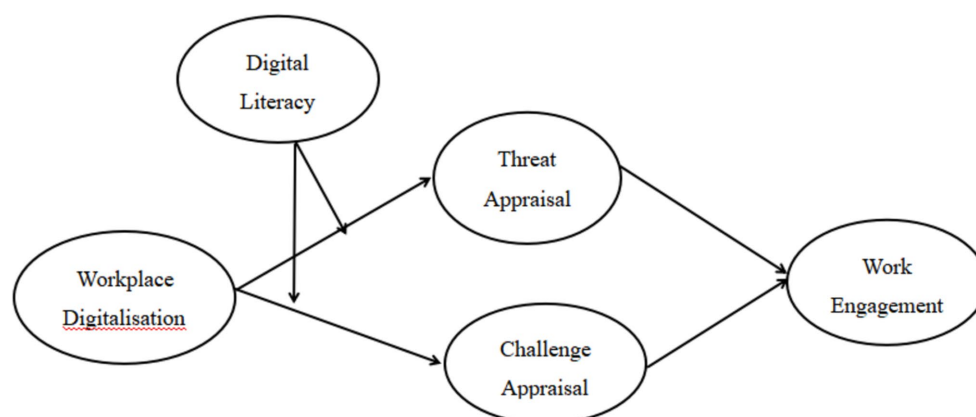 Digital
Literacy
Threat
Appraisal
Workplace
Digitalisation
Work
Engagement
Challenge
Appraisal